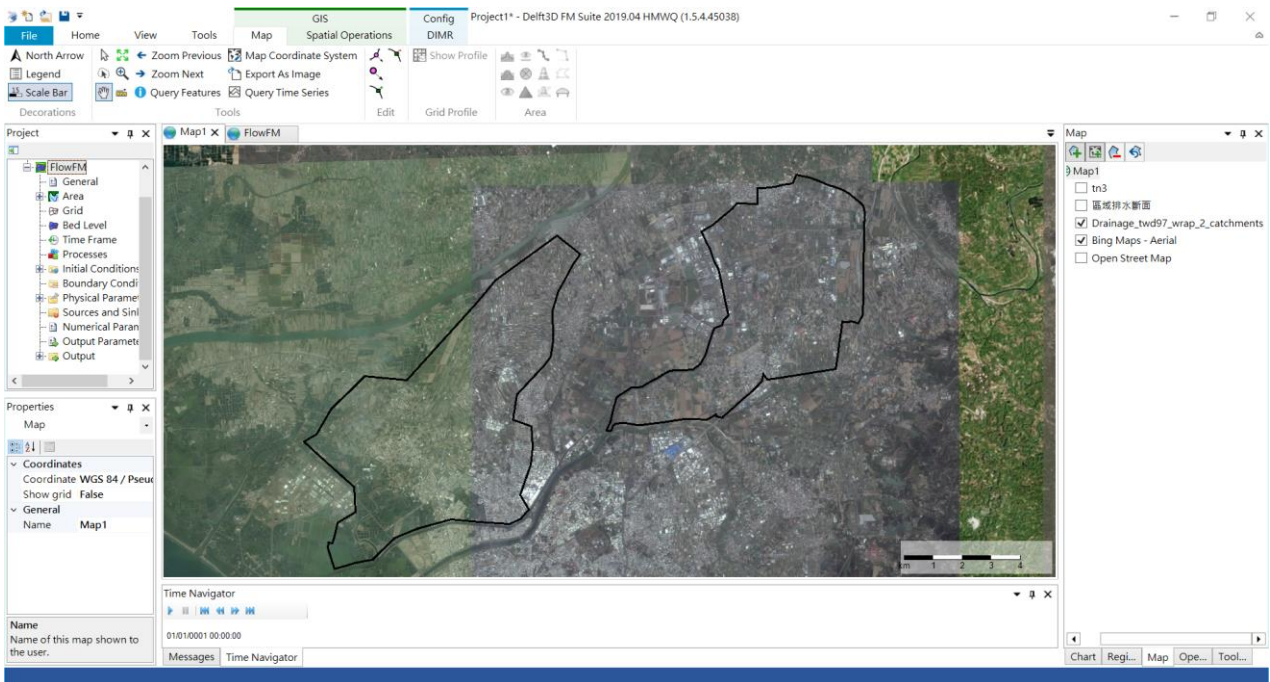 GIS
Config
Project1* - Delft3D FM Suite 2019.04 HMWQ (1.5.4.45038)
File Home View Tools Map Spatial Operations DIMR
North Arrow
Zoom Previous
Map Coordinate System
Show Profile
Legend
Zoom Next
Export As Image
Scale Bar
Query Features
Query Time Series
Decorations
Tools
Edit
Grid Profile
Area
Project
Map1
FlowFM
Map
FlowFM
General
Area
Grid
Bed Level
Time Frame
Processes
Initial Conditions
Boundary Condi
Physical Paramet
Sources and Sinl
Numerical Paran
Output Paramete
Output
Map1
tn3
區域排水斷面
Drainage_twd97_wrap_2_catchments
Bing Maps - Aerial
Open Street Map
Properties
Map
Coordinates
Coordinate WGS 84 / Pseud
Show grid False
General
Name Map1
km 1 2 3 4
Name
Name of this map shown to
the user.
Time Navigator
01/01/0001 00:00:00
Messages Time Navigator
Chart Regi... Map Ope... Tool...